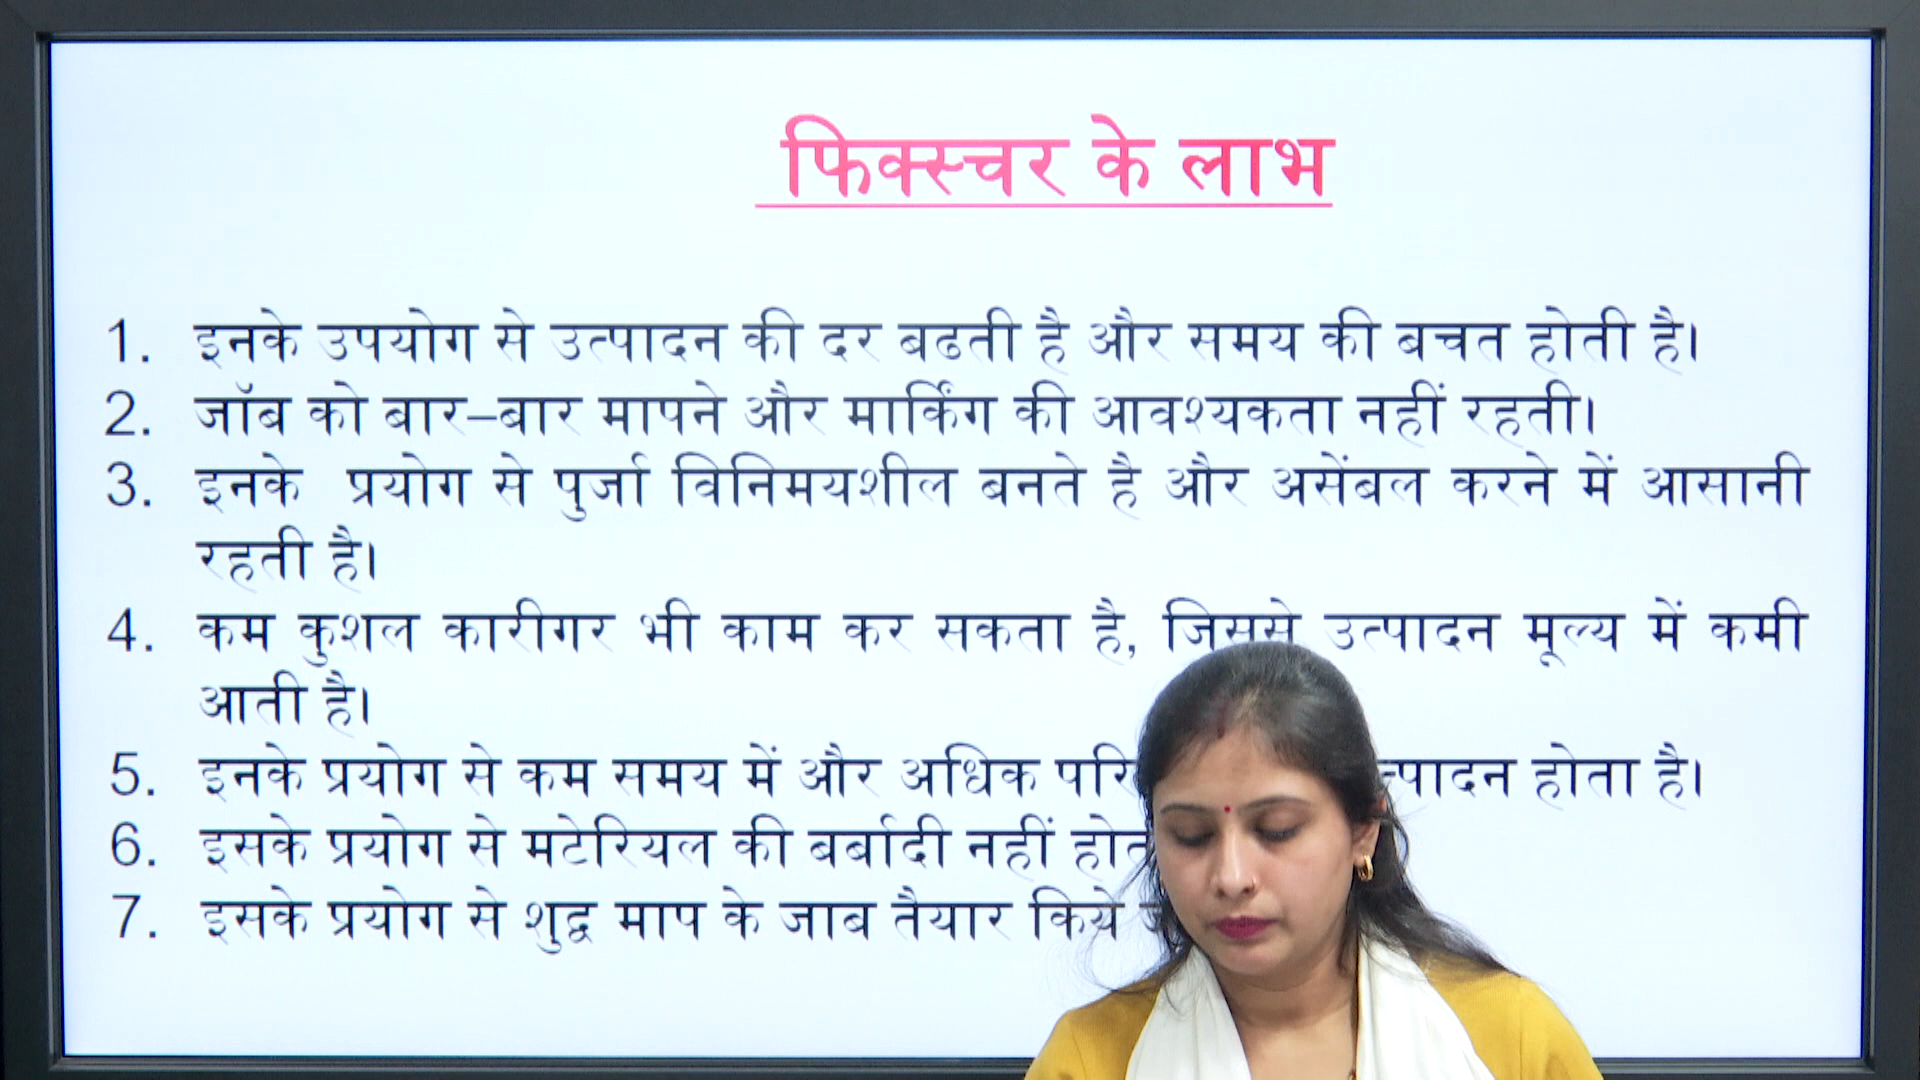 फिक्स्चर के लाभ
1. इनके उपयोग से उत्पादन की दर बढती है और समय की बचत होती है।
2. जॉब को बार–बार मापने और मार्किंग की आवश्यकता नहीं रहती।
3. इनके प्रयोग से पुर्जा विनिमयशील बनते है और असेंबल करने में आसानी
रहती है।
4. कम कुशल कारीगर भी काम कर सकता है, जिससे उत्पादन मूल्य में कमी
आती है।
5. इनके प्रयोग से कम समय में और अधिक होता है।
6. इसके प्रयोग से मटेरियल की बर्बादी नहीं
7. इसके प्रयोग से शुद्व माप के जाब तैयार किये